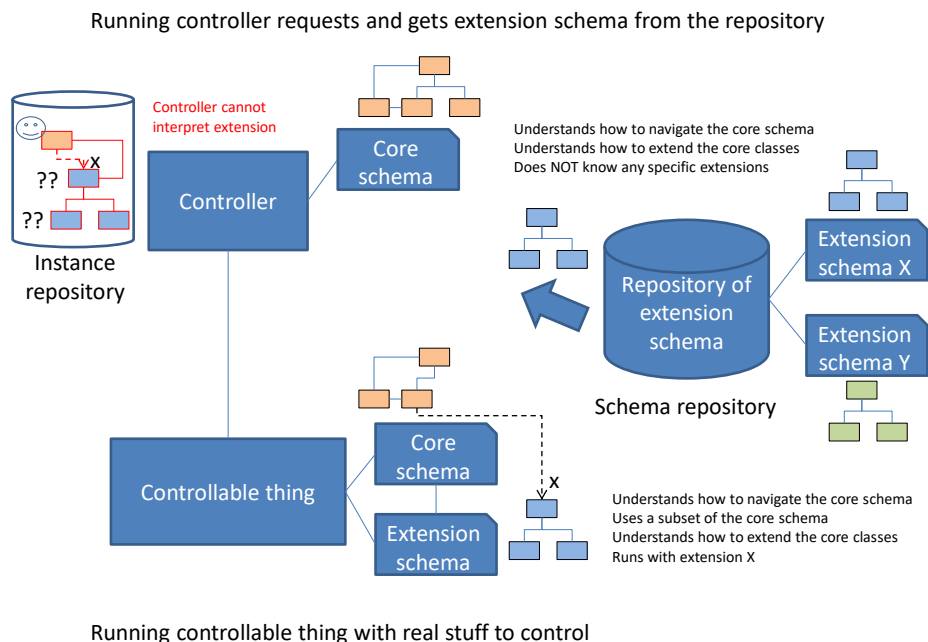 Running controller requests and gets extension schema from the repository
Controller cannot
interpret extension
x
??
??
Instance
repository
Controller
Core
schema
Understands how to navigate the core schema
Understands how to extend the core classes
Does NOT know any specific extensions
Repository of
extension
schema
Extension
schema X
Extension
schema Y
Schema repository
Controllable thing
Core
schema
Extension
schema
x
Understands how to navigate the core schema
Uses a subset of the core schema
Understands how to extend the core classes
Runs with extension X
Running controllable thing with real stuff to control